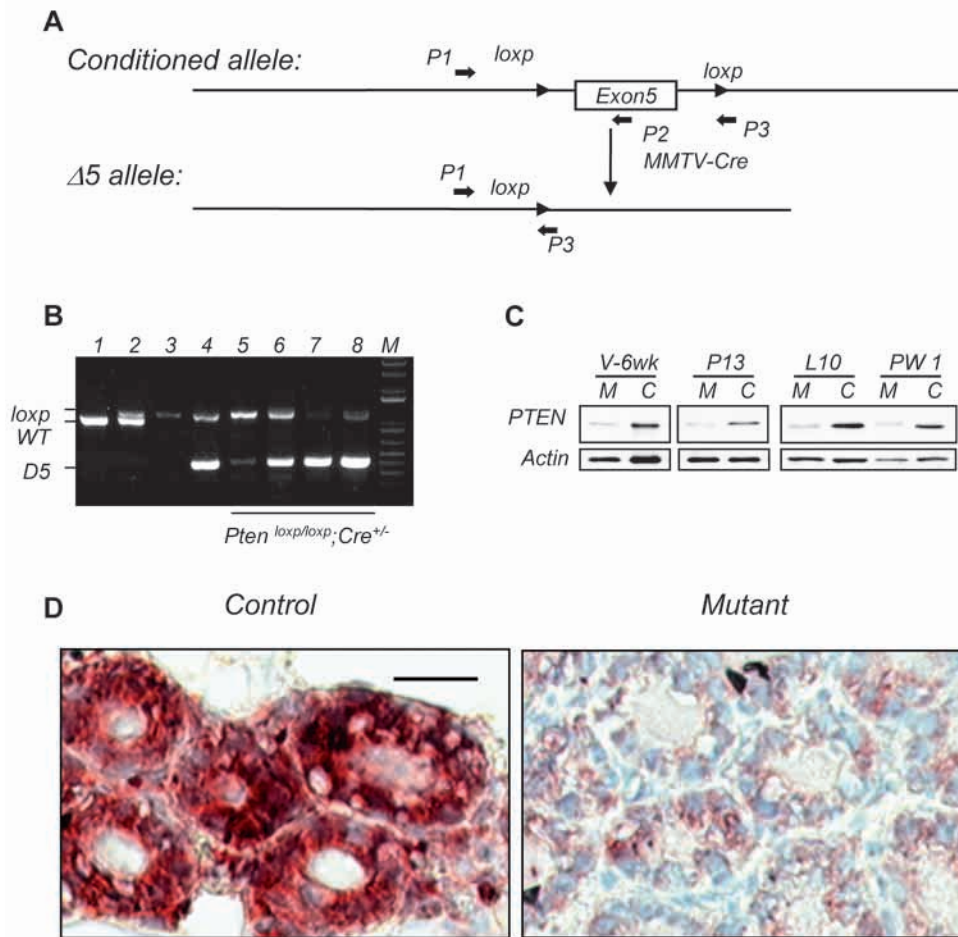 A
Conditioned allele:
P1 loxp loxp
Exon5
P2 P3
MMTV-Cre
Δ5 allele:
P1 loxp
P3
B
1 2 3 4 5 6 7 8 M
loxp
WT
D5
Pten loxp/loxp;Cre+/-
C
V-6wk P13 L10 PW 1
M C M C M C M C
PTEN
Actin
D
Control Mutant